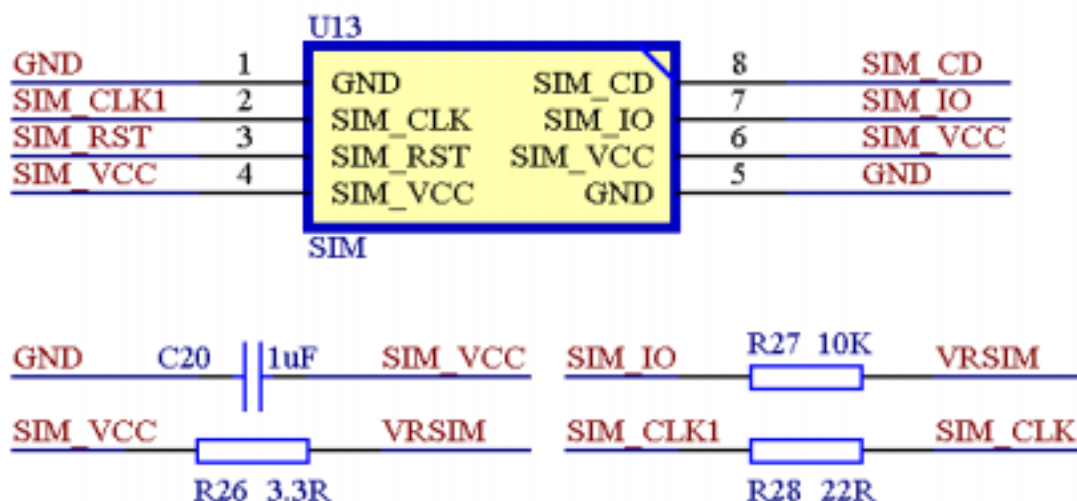 U13
GND 1 GND SIM_CD 8 SIM_CD
SIM_CLK1 2 SIM_CLK SIM_IO 7 SIM_IO
SIM_RST 3 SIM_RST SIM_VCC 6 SIM_VCC
SIM_VCC 4 SIM_VCC GND 5 GND
SIM
GND C20 1uF SIM_VCC
SIM_VCC VRSIM
R26 3.3R
SIM_IO R27 10K VRSIM
SIM_CLK1 SIM_CLK
R28 22R